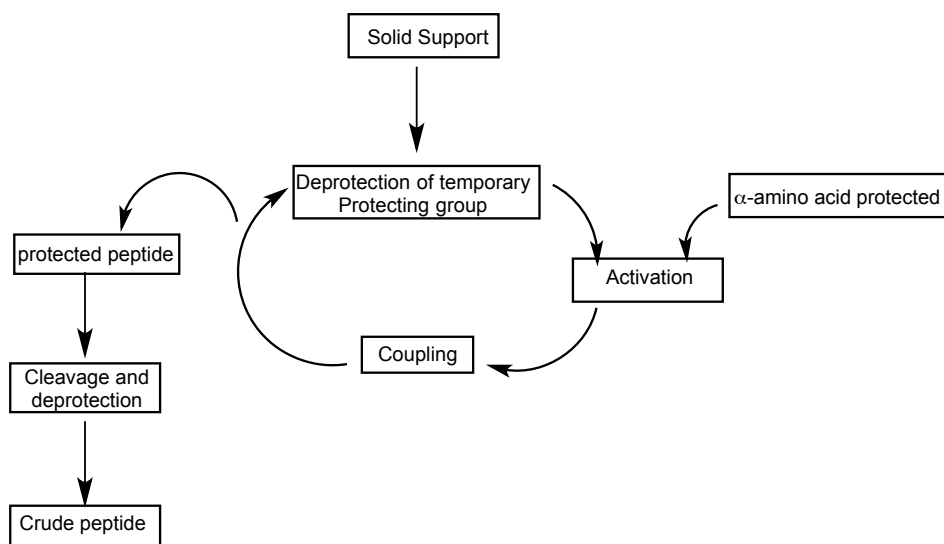 Solid Support
Deprotection of temporary
Protecting group
α-amino acid protected
protected peptide
Activation
Coupling
Cleavage and
deprotection
Crude peptide